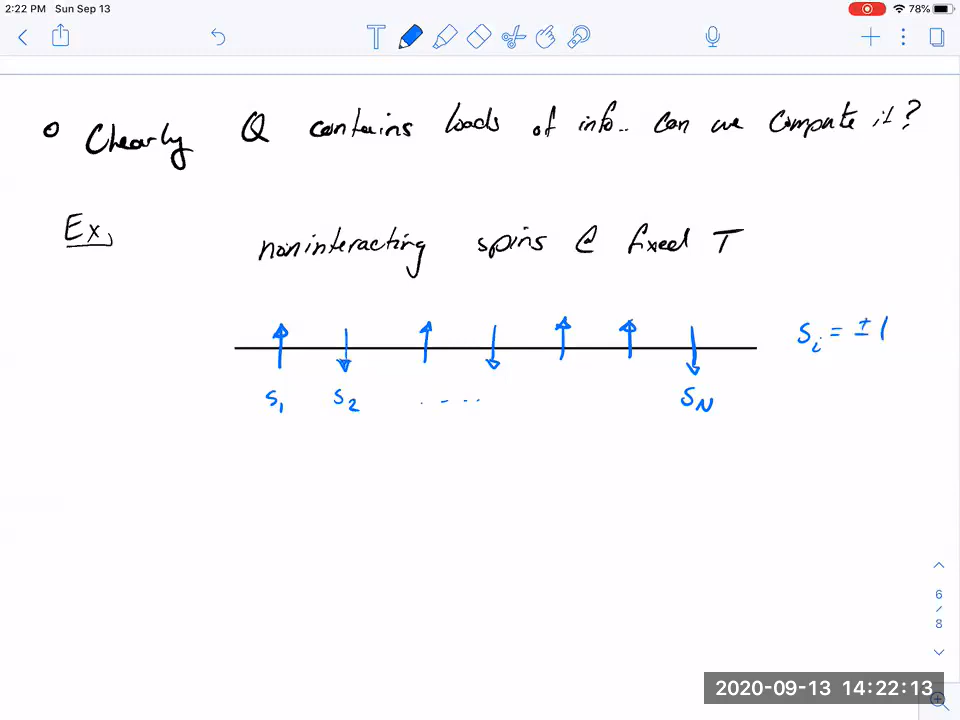 2:22 PM Sun Sep 13
78%
Clearly Q contains loads of info.. Can we compute it?
Ex,
noninteracting spins @ fixed T
S_i = ± 1
S_1 S_2 ..... S_N
6
/
8
2020-09-13 14:22:13